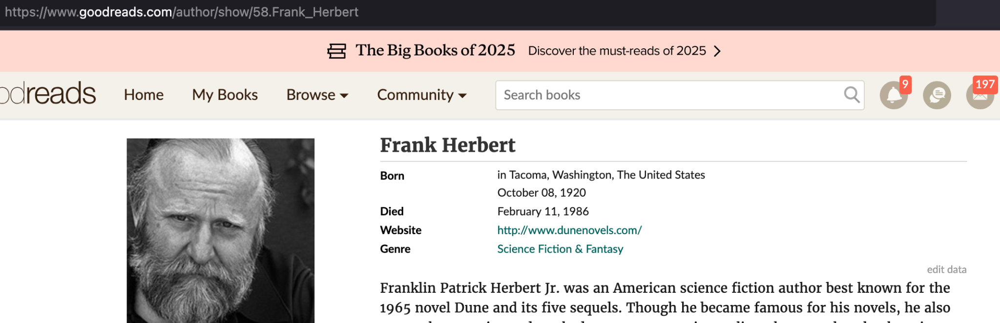 https://www.goodreads.com/author/show/58.Frank_Herbert
The Big Books of 2025 Discover the must-reads of 2025
odreads Home My Books Browse Community Search books 9 197
Frank Herbert
Born in Tacoma, Washington, The United States
October 08, 1920
Died February 11, 1986
Website http://www.dunenovels.com/
Genre Science Fiction & Fantasy
edit data
Franklin Patrick Herbert Jr. was an American science fiction author best known for the
1965 novel Dune and its five sequels. Though he became famous for his novels, he also